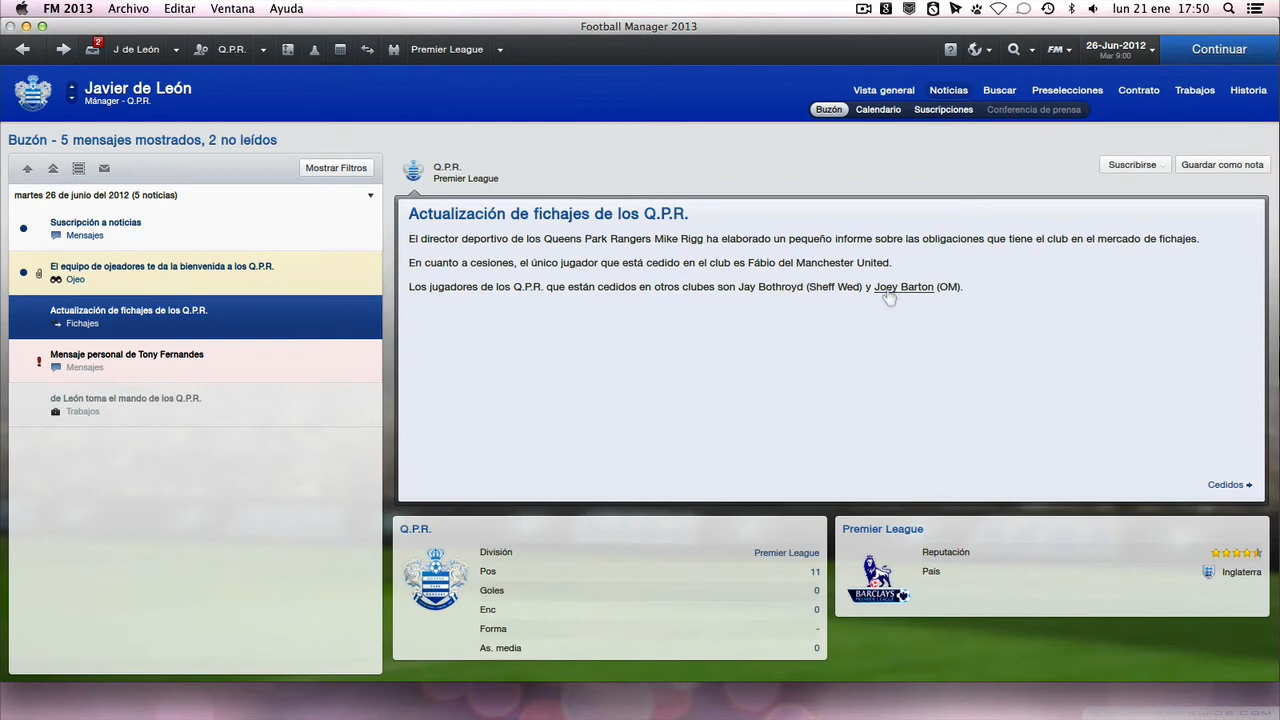 FM 2013 Archivo Editar Ventana Ayuda lun 21 ene 17:50
Football Manager 2013
2 J de León Q.P.R. Premier League FM 26-Jun-2012 Mar 9:00 Continuar
Javier de León
Mánager - Q.P.R.
Vista general Noticias Buscar Preselecciones Contrato Trabajos Historia
Buzón Calendario Suscripciones Conferencia de prensa
Buzón - 5 mensajes mostrados, 2 no leídos
Mostrar Filtros
martes 26 de junio del 2012 (5 noticias)
Suscripción a noticias
Mensajes
El equipo de ojeadores te da la bienvenida a los Q.P.R.
Ojeo
Actualización de fichajes de los Q.P.R.
Fichajes
Mensaje personal de Tony Fernandes
Mensajes
de León toma el mando de los Q.P.R.
Trabajos
Q.P.R.
Premier League
Suscribirse Guardar como nota
Actualización de fichajes de los Q.P.R.
El director deportivo de los Queens Park Rangers Mike Rigg ha elaborado un pequeño informe sobre las obligaciones que tiene el club en el mercado de fichajes.
En cuanto a cesiones, el único jugador que está cedido en el club es Fábio del Manchester United.
Los jugadores de los Q.P.R. que están cedidos en otros clubes son Jay Bothroyd (Sheff Wed) y Joey Barton (OM).
Cedidos
Q.P.R.
División Premier League
Pos 11
Goles 0
Enc 0
Forma -
As. media 0
Premier League
Reputación
País Inglaterra
BARCLAYS